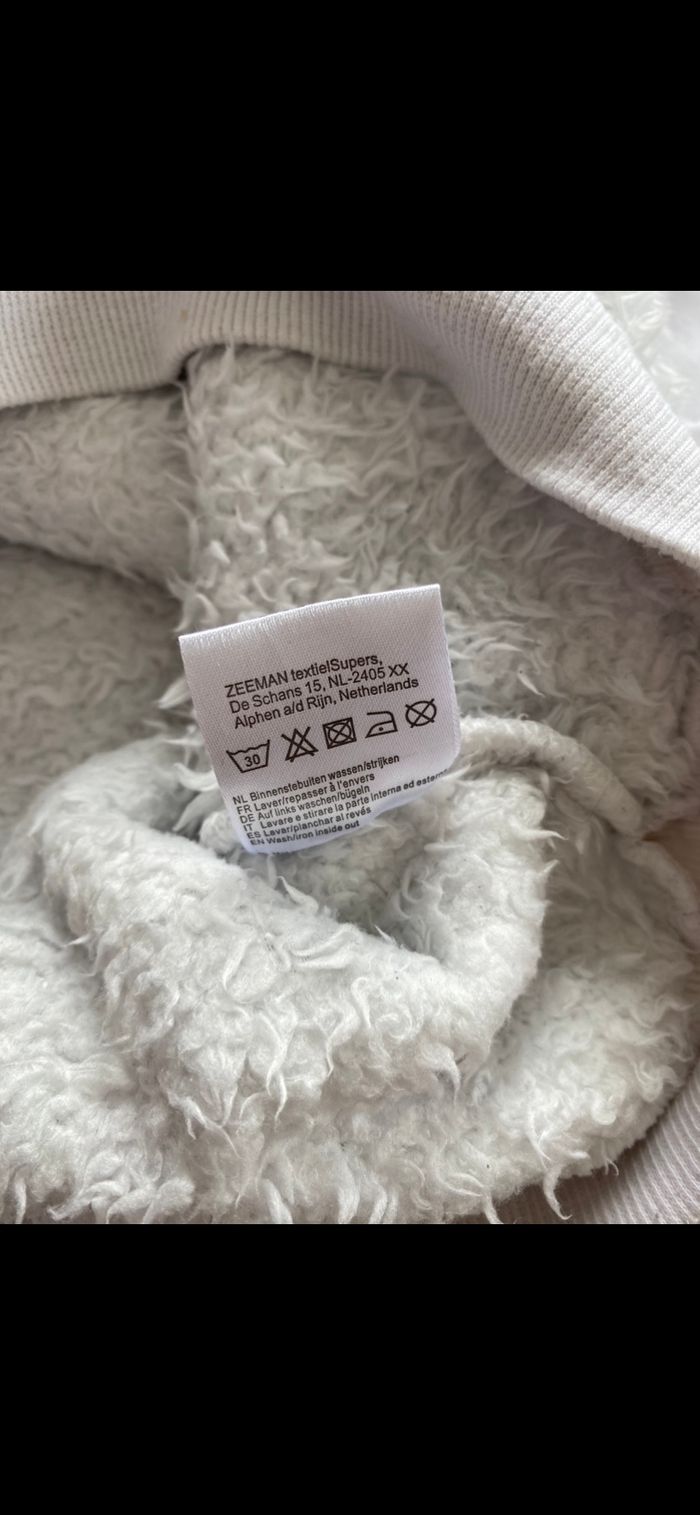 ZEEMAN textielSupers,
De Schans 15, NL-2405 XX
Alphen a/d Rijn, Netherlands
30
NL Binnenstebuiten wassen/strijken
FR Laver/repasser à l'envers
DE Auf links waschen/bügeln
IT Lavare e stirare la parte interna ed esterna
ES Lavar/planchar al revés
EN Wash/iron inside out